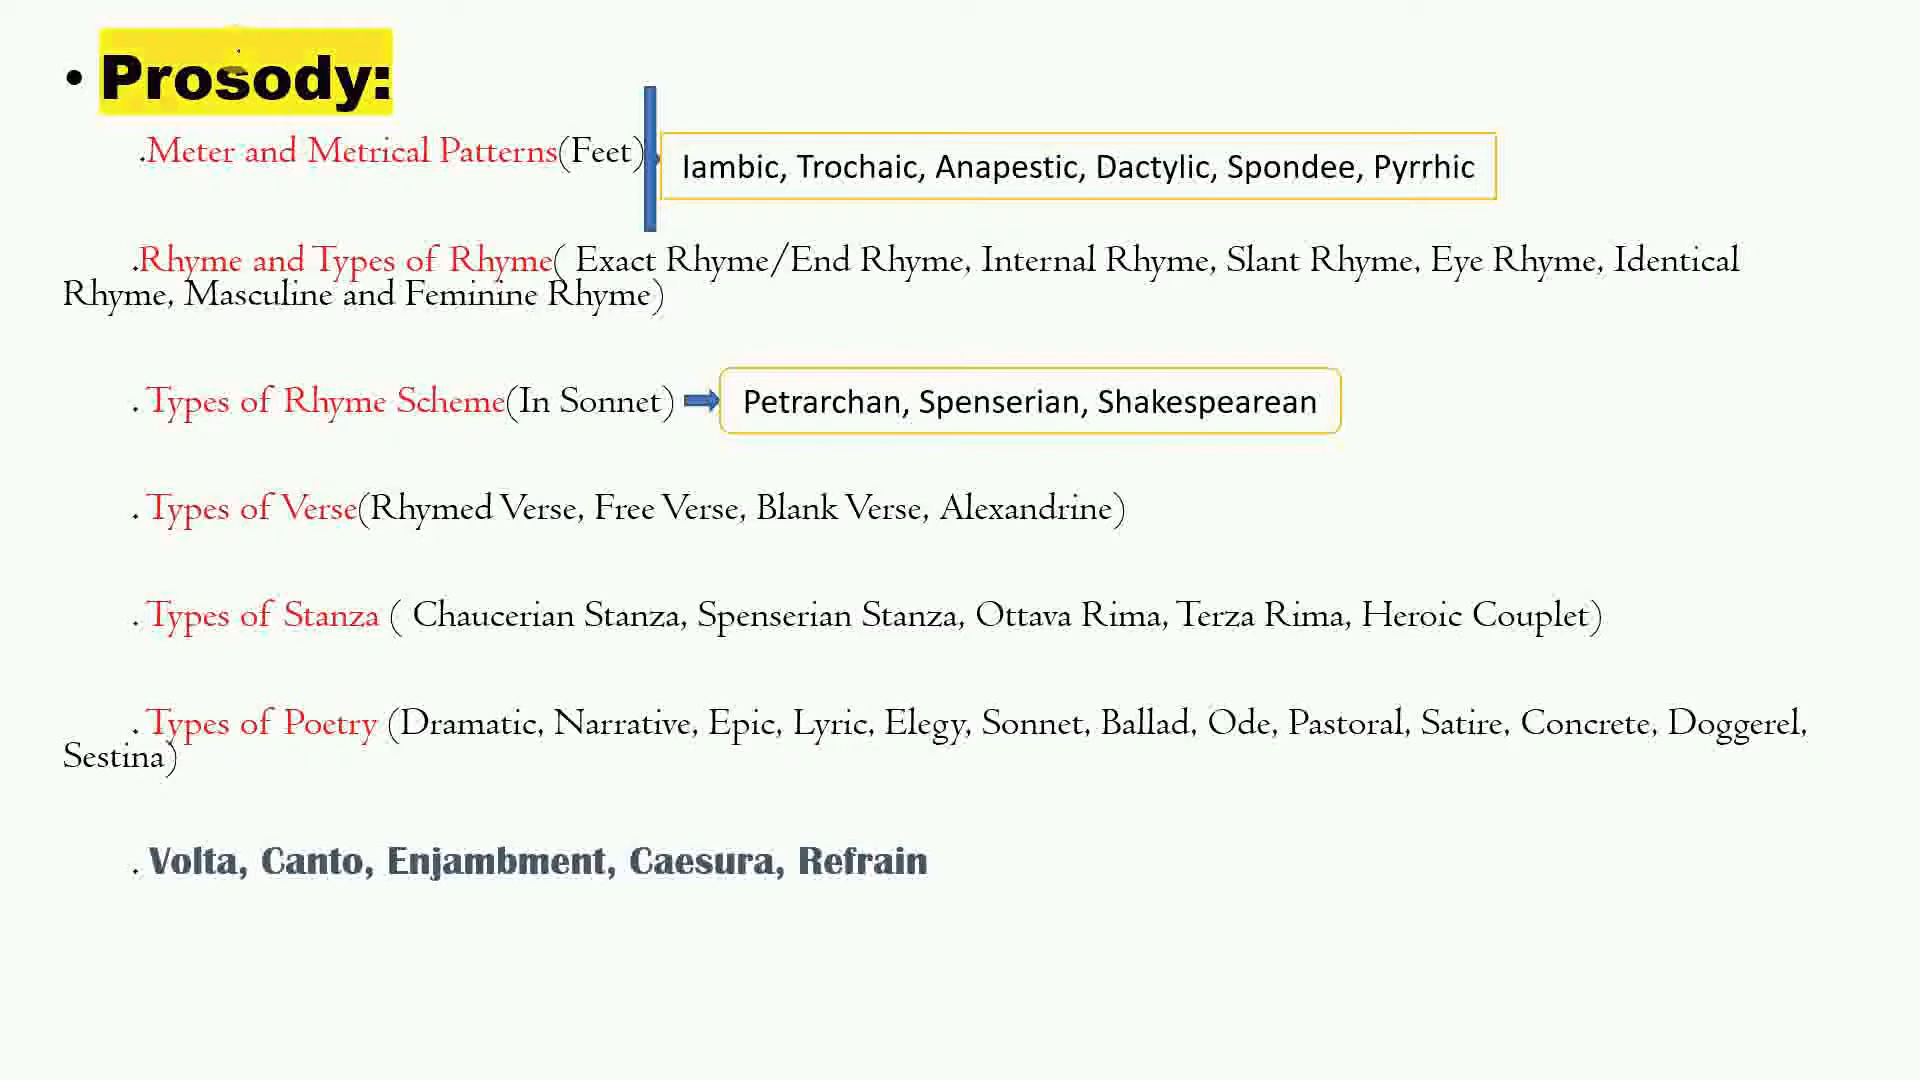 • Prosody:
.Meter and Metrical Patterns(Feet)
Iambic, Trochaic, Anapestic, Dactylic, Spondee, Pyrrhic
.Rhyme and Types of Rhyme( Exact Rhyme/End Rhyme, Internal Rhyme, Slant Rhyme, Eye Rhyme, Identical
Rhyme, Masculine and Feminine Rhyme)
. Types of Rhyme Scheme(In Sonnet)
Petrarchan, Spenserian, Shakespearean
. Types of Verse(Rhymed Verse, Free Verse, Blank Verse, Alexandrine)
. Types of Stanza ( Chaucerian Stanza, Spenserian Stanza, Ottava Rima, Terza Rima, Heroic Couplet)
. Types of Poetry (Dramatic, Narrative, Epic, Lyric, Elegy, Sonnet, Ballad, Ode, Pastoral, Satire, Concrete, Doggerel,
Sestina)
. Volta, Canto, Enjambment, Caesura, Refrain